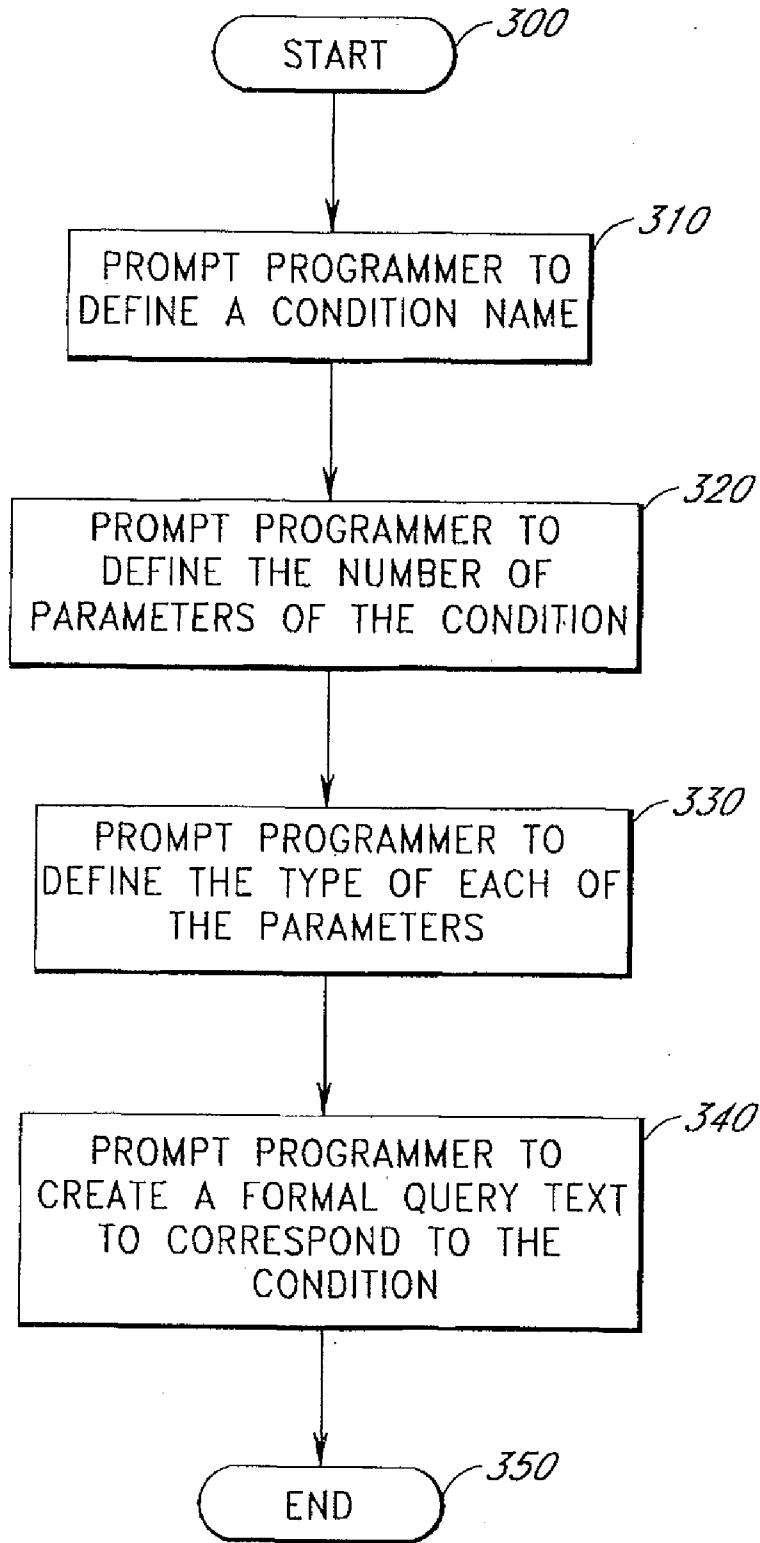 START
300
PROMPT PROGRAMMER TO
DEFINE A CONDITION NAME
310
PROMPT PROGRAMMER TO
DEFINE THE NUMBER OF
PARAMETERS OF THE CONDITION
320
PROMPT PROGRAMMER TO
DEFINE THE TYPE OF EACH OF
THE PARAMETERS
330
PROMPT PROGRAMMER TO
CREATE A FORMAL QUERY TEXT
TO CORRESPOND TO THE
CONDITION
340
END
350